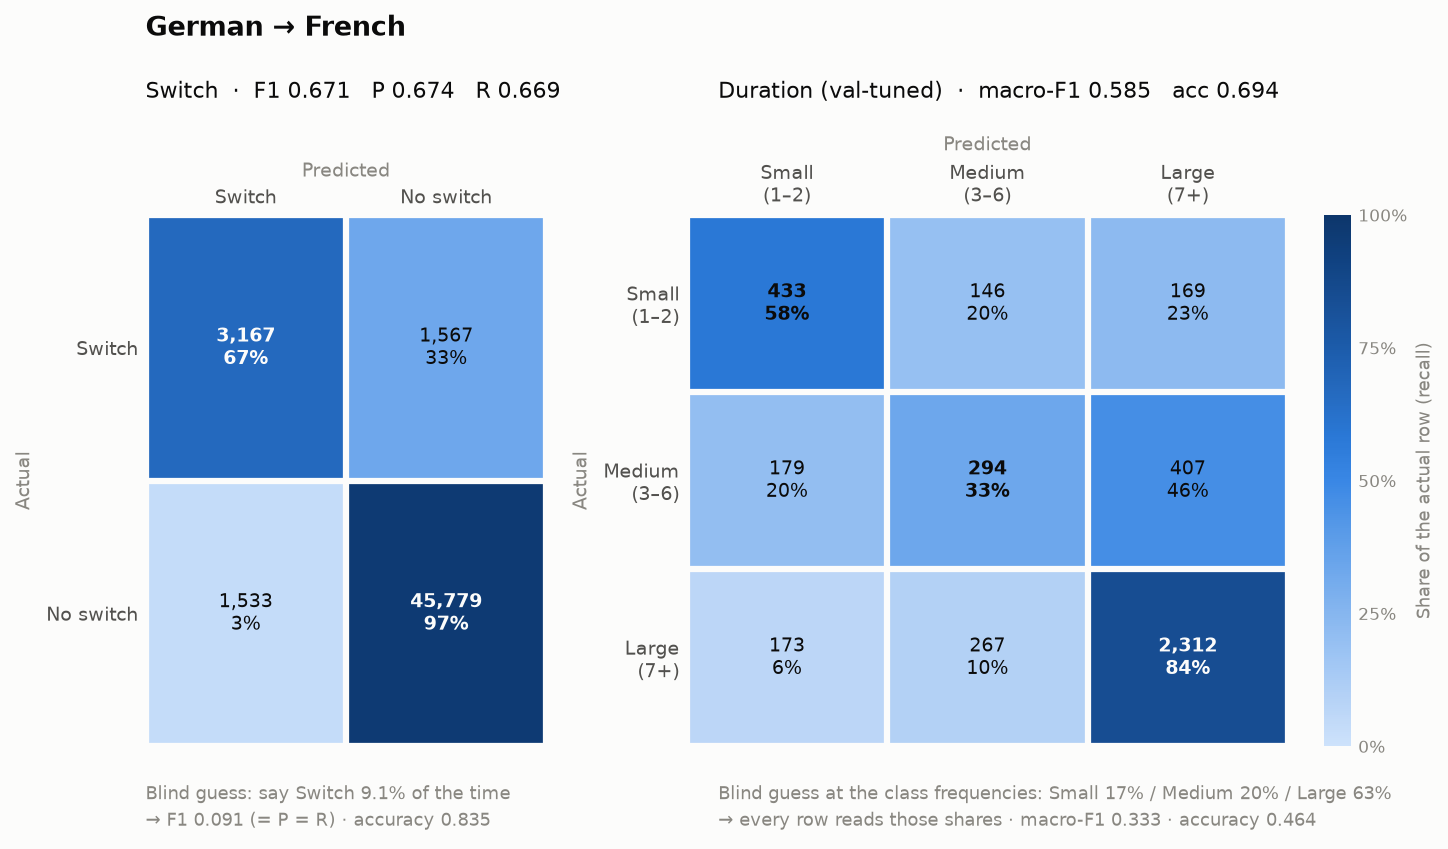 German → French
Switch · F1 0.671 P 0.674 R 0.669
Duration (val-tuned) · macro-F1 0.585 acc 0.694
Predicted
Switch No switch
Actual
Switch
3,167
67%
1,567
33%
No switch
1,533
3%
45,779
97%
Predicted
Small
(1–2)
Medium
(3–6)
Large
(7+)
Actual
Small
(1–2)
433
58%
146
20%
169
23%
Medium
(3–6)
179
20%
294
33%
407
46%
Large
(7+)
173
6%
267
10%
2,312
84%
100%
75%
50%
25%
0%
Share of the actual row (recall)
Blind guess: say Switch 9.1% of the time
→ F1 0.091 (= P = R) · accuracy 0.835
Blind guess at the class frequencies: Small 17% / Medium 20% / Large 63%
→ every row reads those shares · macro-F1 0.333 · accuracy 0.464